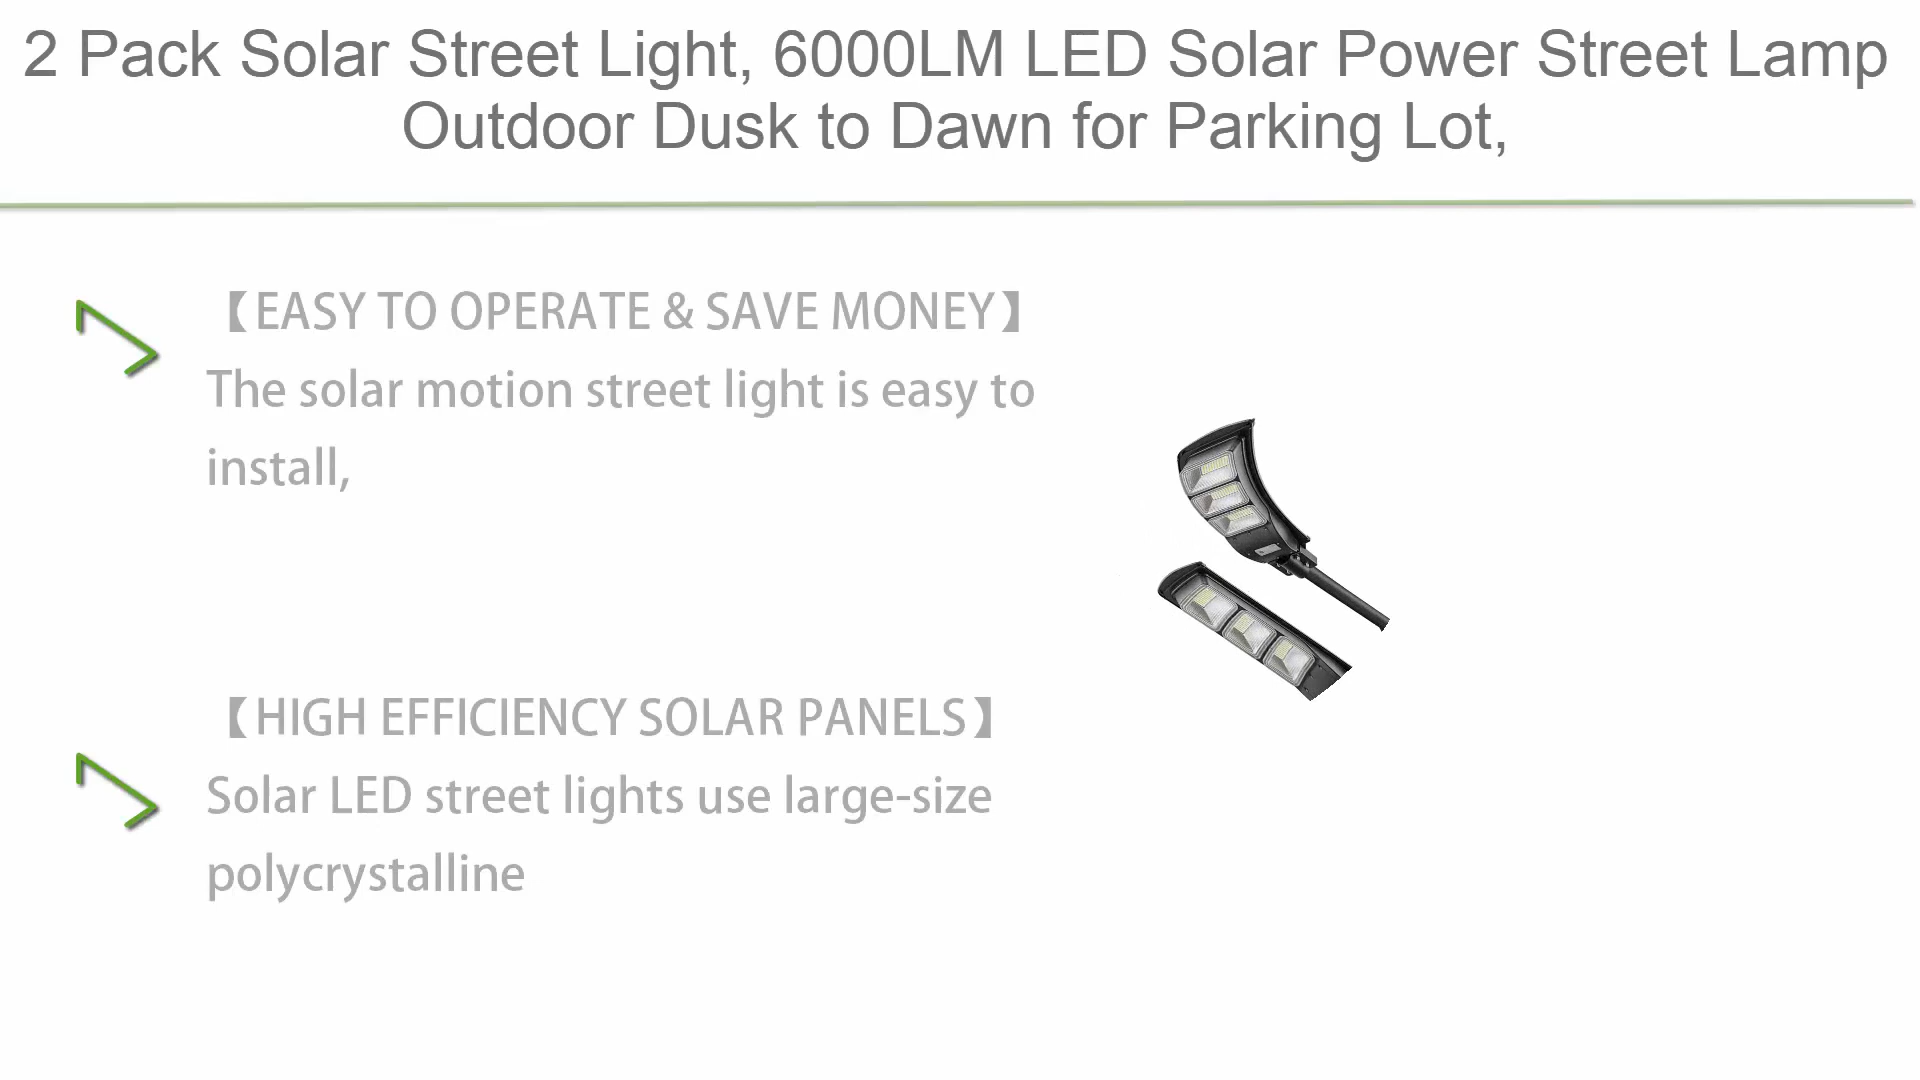 2 Pack Solar Street Light, 6000LM LED Solar Power Street Lamp
Outdoor Dusk to Dawn for Parking Lot,
【EASY TO OPERATE & SAVE MONEY】
The solar motion street light is easy to
install,
【HIGH EFFICIENCY SOLAR PANELS】
Solar LED street lights use large-size
polycrystalline